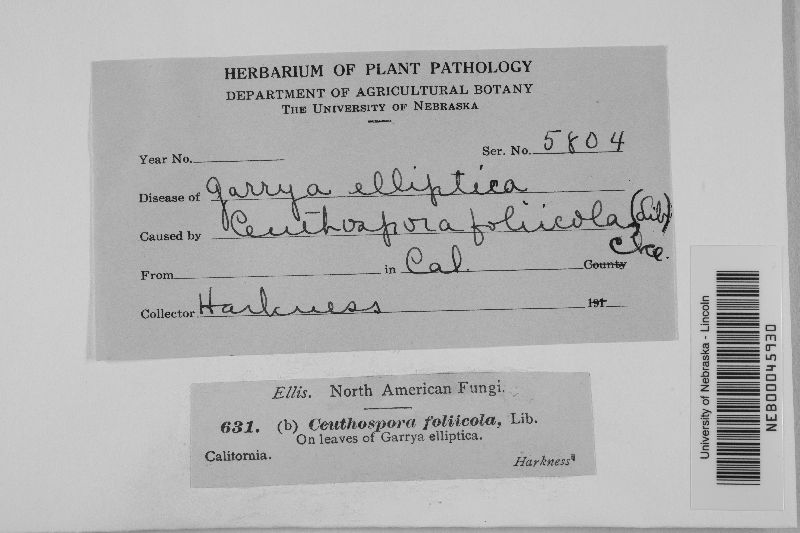 HERBARIUM OF PLANT PATHOLOGY
DEPARTMENT OF AGRICULTURAL BOTANY
THE UNIVERSITY OF NEBRASKA
Year No. Ser. No. 5804
Disease of Garrya elliptica
Caused by Ceuthospora foliicola (Lib)
Cke.
From in Cal. County
Collector Harkness 191
Ellis. North American Fungi.
631. (b) Ceuthospora foliicola, Lib.
On leaves of Garrya elliptica.
California.
Harkness
University of Nebraska - Lincoln
NEB00045930